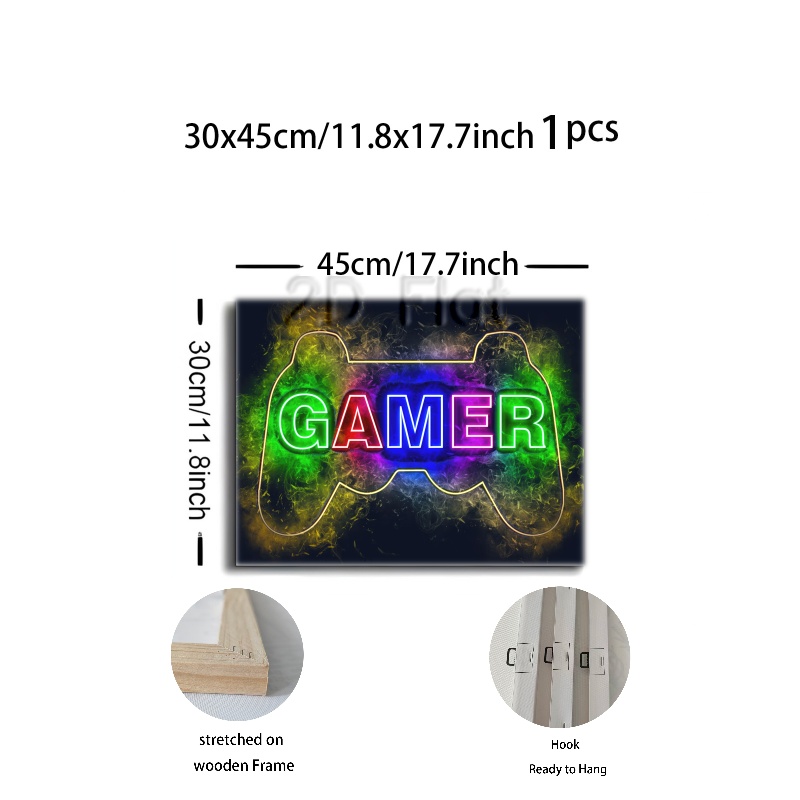 30x45cm/11.8x17.7inch 1pcs
45cm/17.7inch
2D Flat
30cm/11.8inch
GAMER
stretched on
wooden Frame
Hook
Ready to Hang